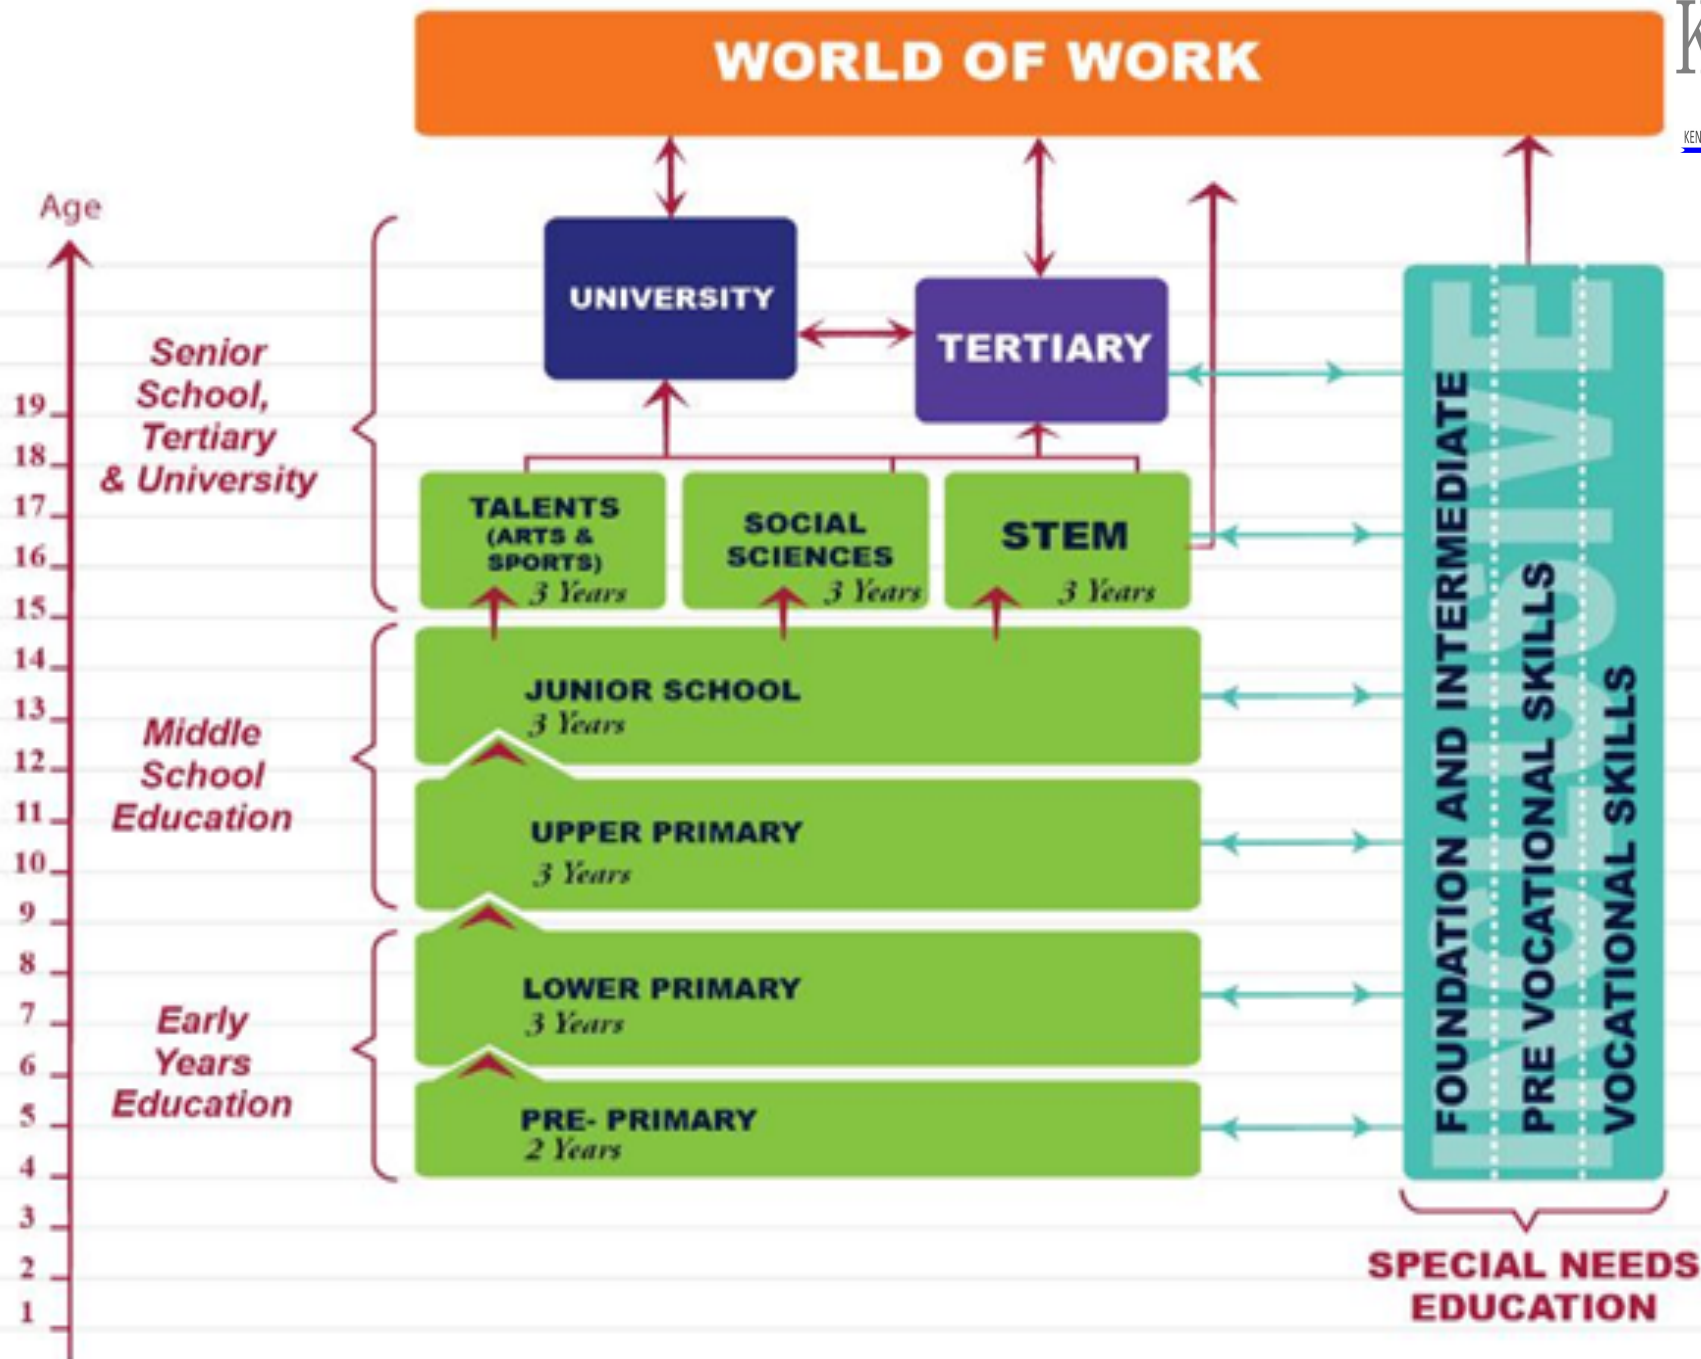 WORLD OF WORK
K
KEN
Age
UNIVERSITY
TERTIARY
Senior
School,
Tertiary
& University
19
18
17
16
15
14
13
12
11
10
9
8
7
6
5
4
3
2
1
TALENTS
(ARTS &
SPORTS)
3 Years
SOCIAL
SCIENCES
3 Years
STEM
3 Years
Middle
School
Education
JUNIOR SCHOOL
3 Years
UPPER PRIMARY
3 Years
Early
Years
Education
LOWER PRIMARY
3 Years
PRE- PRIMARY
2 Years
INCLUSIVE
FOUNDATION AND INTERMEDIATE
PRE VOCATIONAL SKILLS
VOCATIONAL SKILLS
SPECIAL NEEDS
EDUCATION